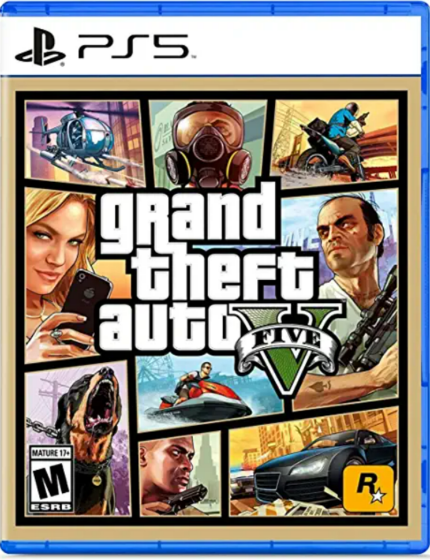 PS5
grand
theft
auto
FIVE
V
MATURE 17+
M
ESRB
R